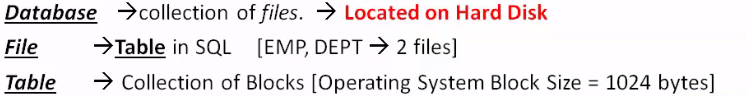 Database → collection of files. → Located on Hard Disk
File → Table in SQL [EMP, DEPT → 2 files]
Table → Collection of Blocks [Operating System Block Size = 1024 bytes]